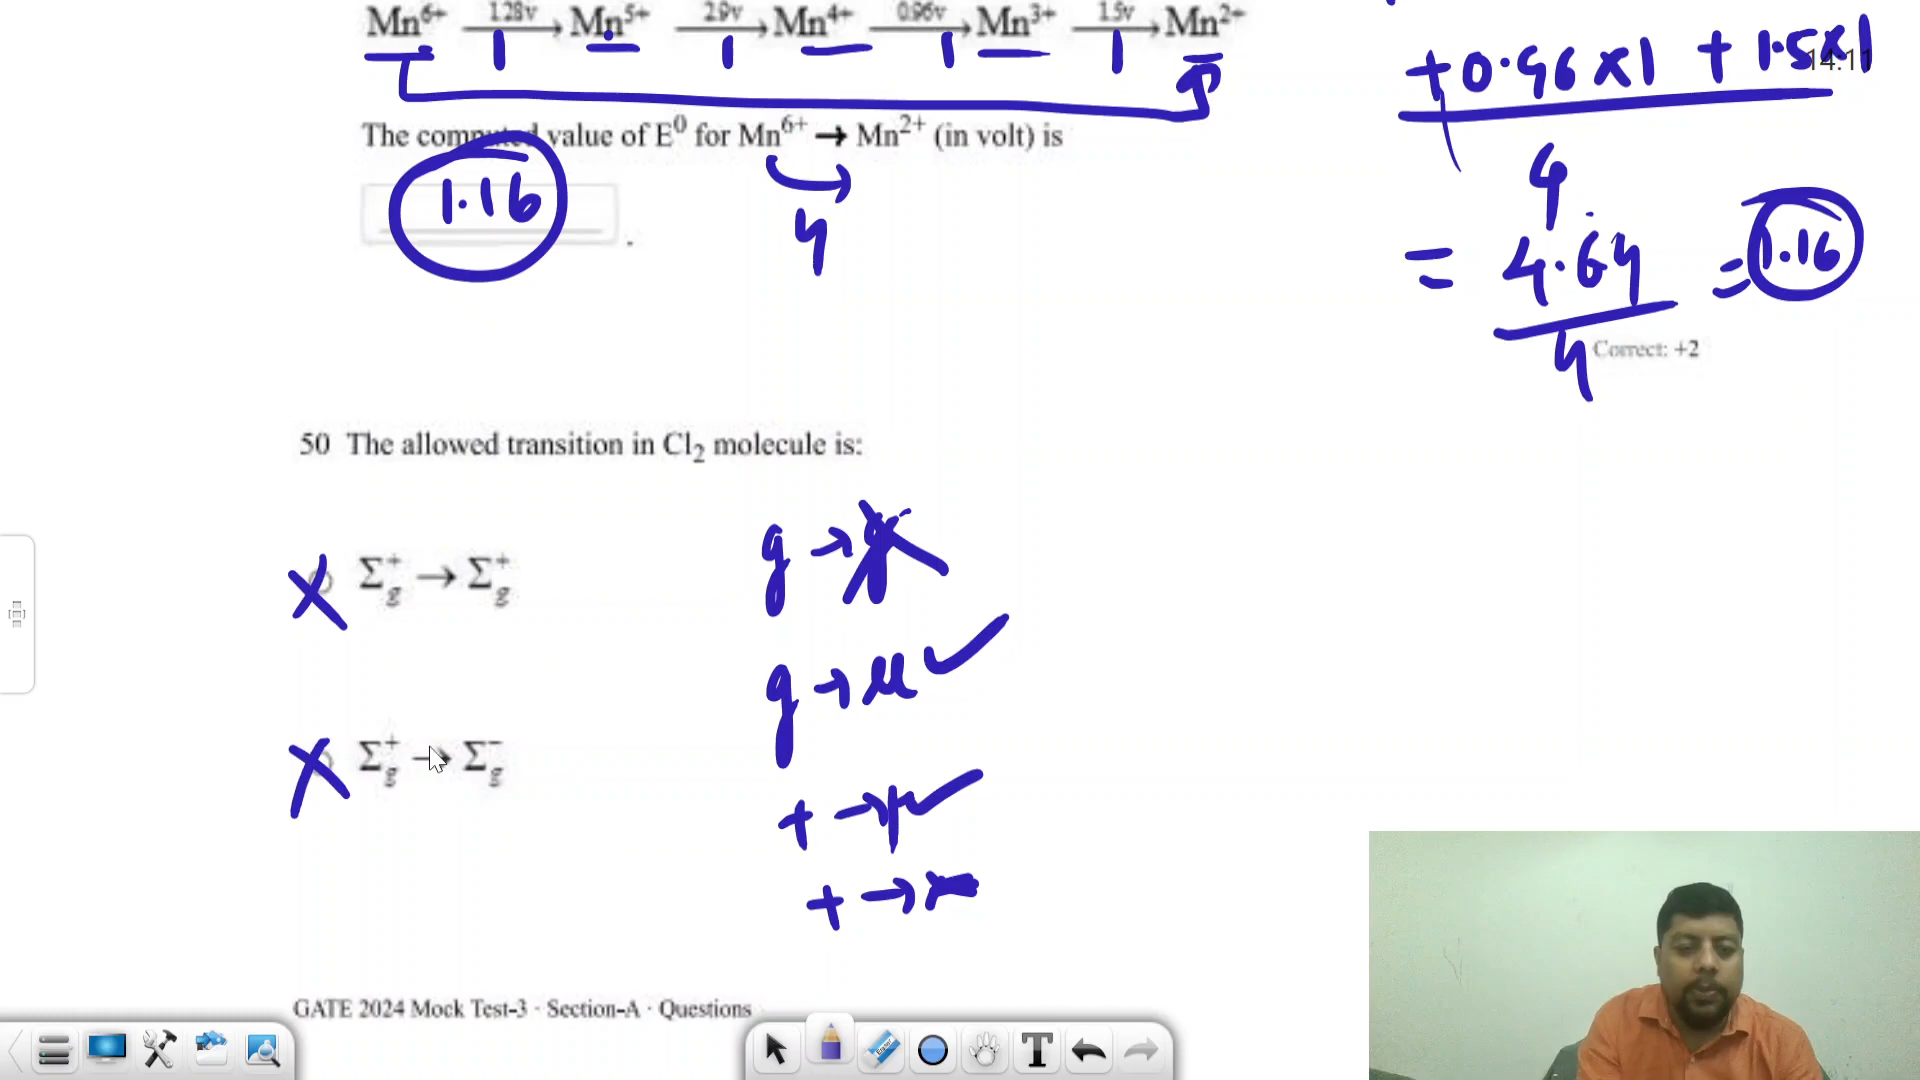 Mn⁶⁺ —1.28v→ Mn⁵⁺ —2.9v→ Mn⁴⁺ —0.96v→ Mn³⁺ —1.5v→ Mn²⁺
1 1 1 1
+0.96 x1 + 1.5x1
14:11
4
The computed value of E⁰ for Mn⁶⁺ → Mn²⁺ (in volt) is
1.16
4
= 4.64 = 1.16
4
Correct: +2
50 The allowed transition in Cl₂ molecule is:
X Σg⁺ → Σg⁺
g → g
g → u ✓
X Σg⁺ → Σg⁻
+ → + ✓
+ → -
GATE 2024 Mock Test-3 · Section-A · Questions
Eraser
T